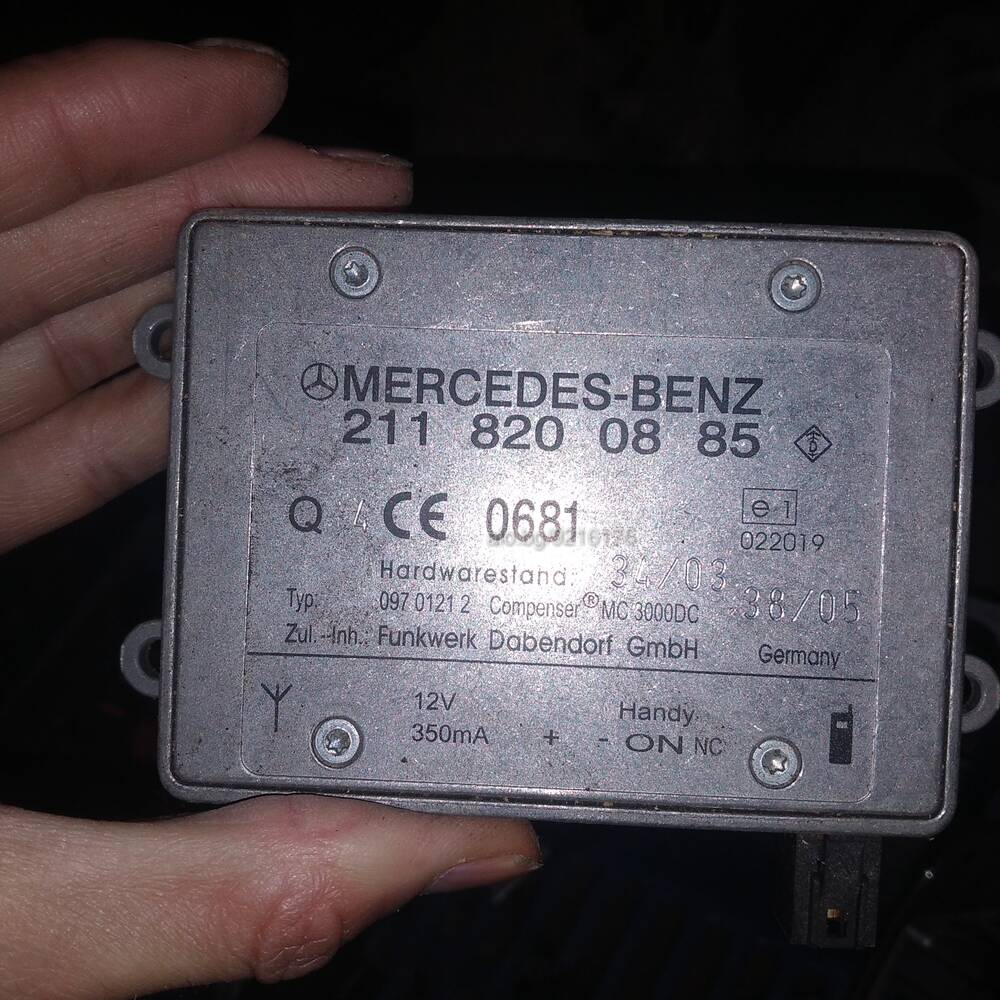 MERCEDES-BENZ
211 820 08 85
D
Q 4 CE 0681
e1
022019
Hardwarestand: 34/03
Typ. 097 0121 2 Compenser® MC 3000DC 38/05
Zul.-Inh.: Funkwerk Dabendorf GmbH Germany
12V
350mA
Handy
+ - ON NC